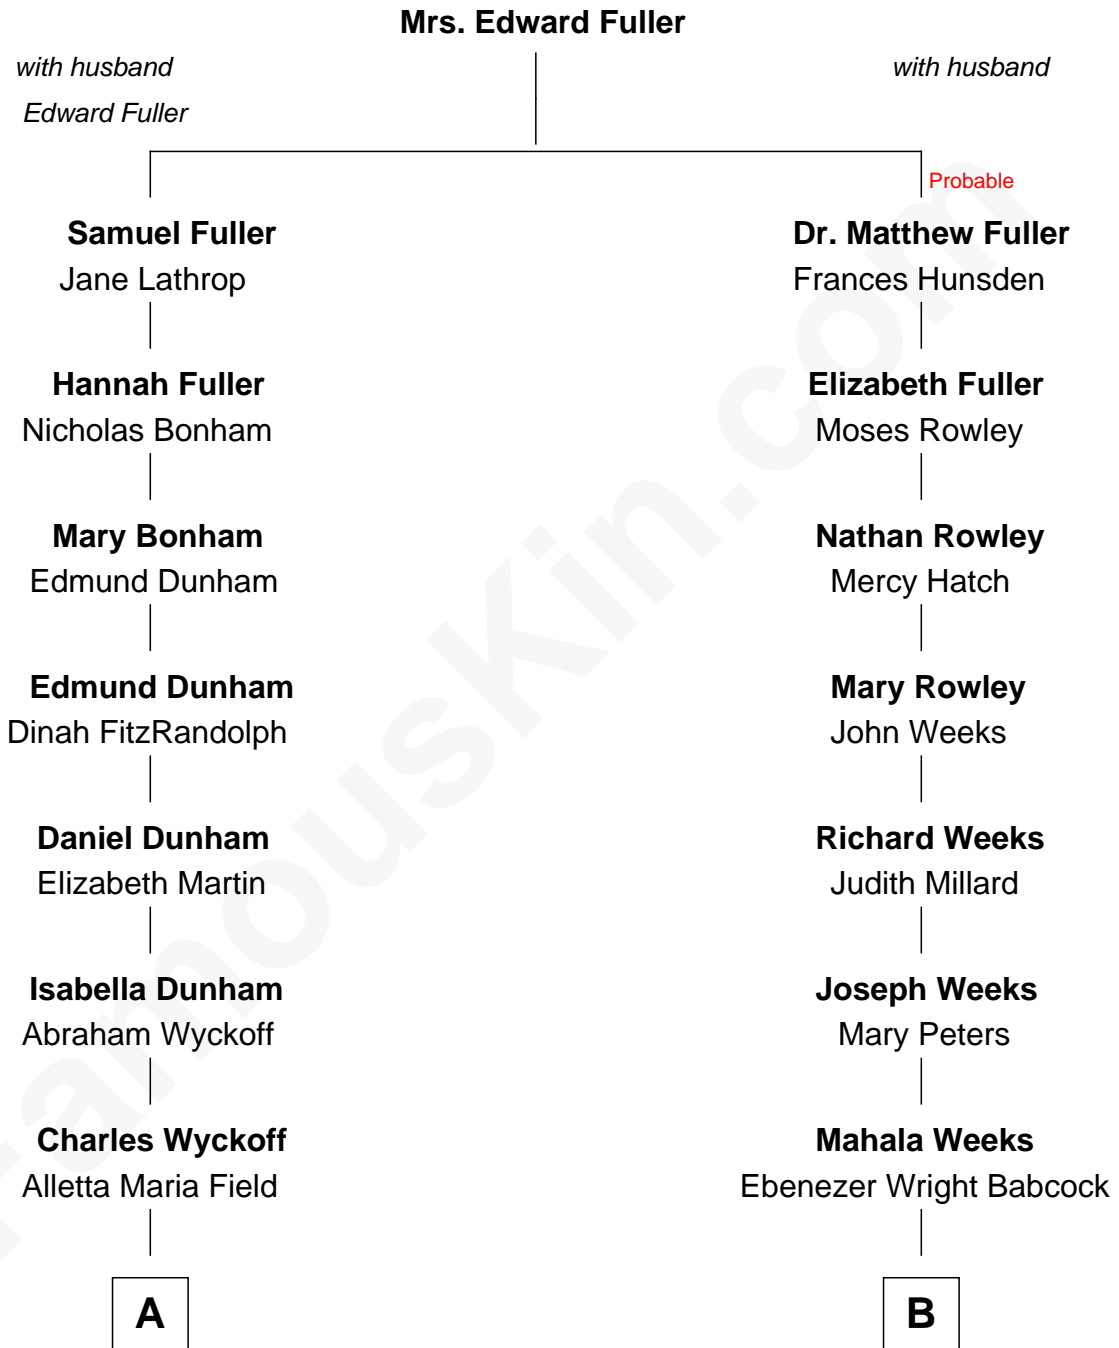 Mrs. Edward Fuller
with husband
Edward Fuller
with husband
Probable
Samuel Fuller
Jane Lathrop
Dr. Matthew Fuller
Frances Hunsden
Hannah Fuller
Nicholas Bonham
Elizabeth Fuller
Moses Rowley
Mary Bonham
Edmund Dunham
Nathan Rowley
Mercy Hatch
Edmund Dunham
Dinah FitzRandolph
Mary Rowley
John Weeks
Daniel Dunham
Elizabeth Martin
Richard Weeks
Judith Millard
Isabella Dunham
Abraham Wyckoff
Joseph Weeks
Mary Peters
Charles Wyckoff
Alletta Maria Field
Mahala Weeks
Ebenezer Wright Babcock
A
B
FamousKin.com